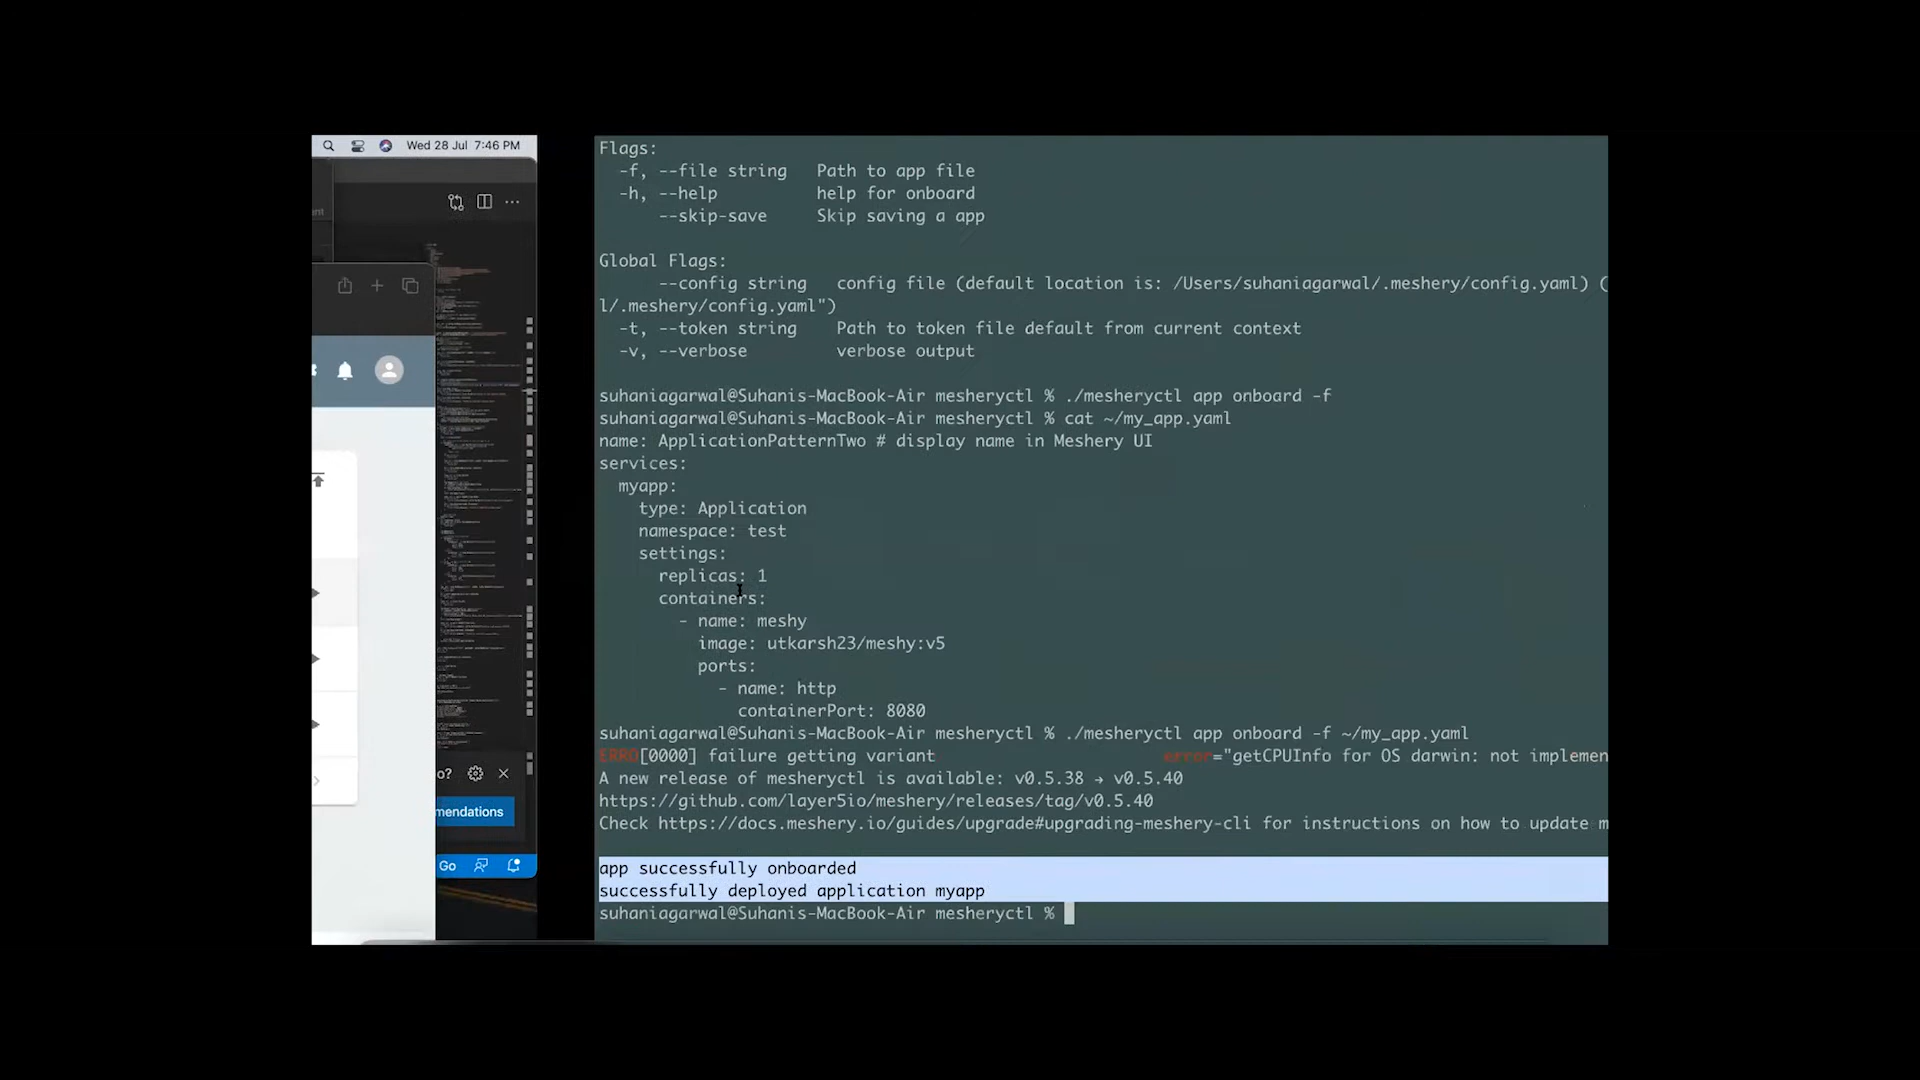 Wed 28 Jul 7:46 PM
o?
mendations
Go
Flags:
-f, --file string Path to app file
-h, --help help for onboard
--skip-save Skip saving a app
Global Flags:
--config string config file (default location is: /Users/suhaniagarwal/.meshery/config.yaml) (
l/.meshery/config.yaml")
-t, --token string Path to token file default from current context
-v, --verbose verbose output
suhaniagarwal@Suhanis-MacBook-Air mesheryctl % ./mesheryctl app onboard -f
suhaniagarwal@Suhanis-MacBook-Air mesheryctl % cat ~/my_app.yaml
name: ApplicationPatternTwo # display name in Meshery UI
services:
myapp:
type: Application
namespace: test
settings:
replicas: 1
containers:
- name: meshy
image: utkarsh23/meshy:v5
ports:
- name: http
containerPort: 8080
suhaniagarwal@Suhanis-MacBook-Air mesheryctl % ./mesheryctl app onboard -f ~/my_app.yaml
ERRO[0000] failure getting variant error="getCPUInfo for OS darwin: not implemen
A new release of mesheryctl is available: v0.5.38 → v0.5.40
https://github.com/layer5io/meshery/releases/tag/v0.5.40
Check https://docs.meshery.io/guides/upgrade#upgrading-meshery-cli for instructions on how to update m
app successfully onboarded
successfully deployed application myapp
suhaniagarwal@Suhanis-MacBook-Air mesheryctl %